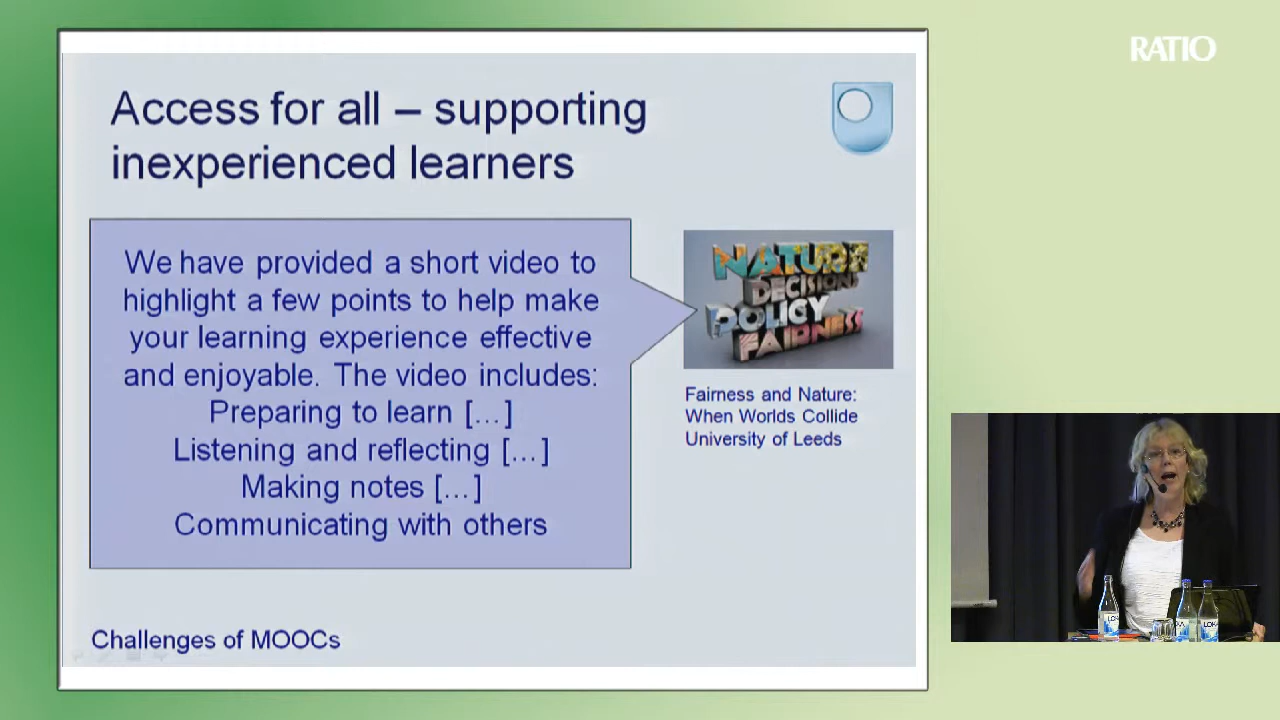 RATIO
Access for all – supporting
inexperienced learners
We have provided a short video to
highlight a few points to help make
your learning experience effective
and enjoyable. The video includes:
Preparing to learn […]
Listening and reflecting […]
Making notes […]
Communicating with others
NATURE
DECISIONS
POLICY
FAIRNESS
Fairness and Nature:
When Worlds Collide
University of Leeds
Challenges of MOOCs